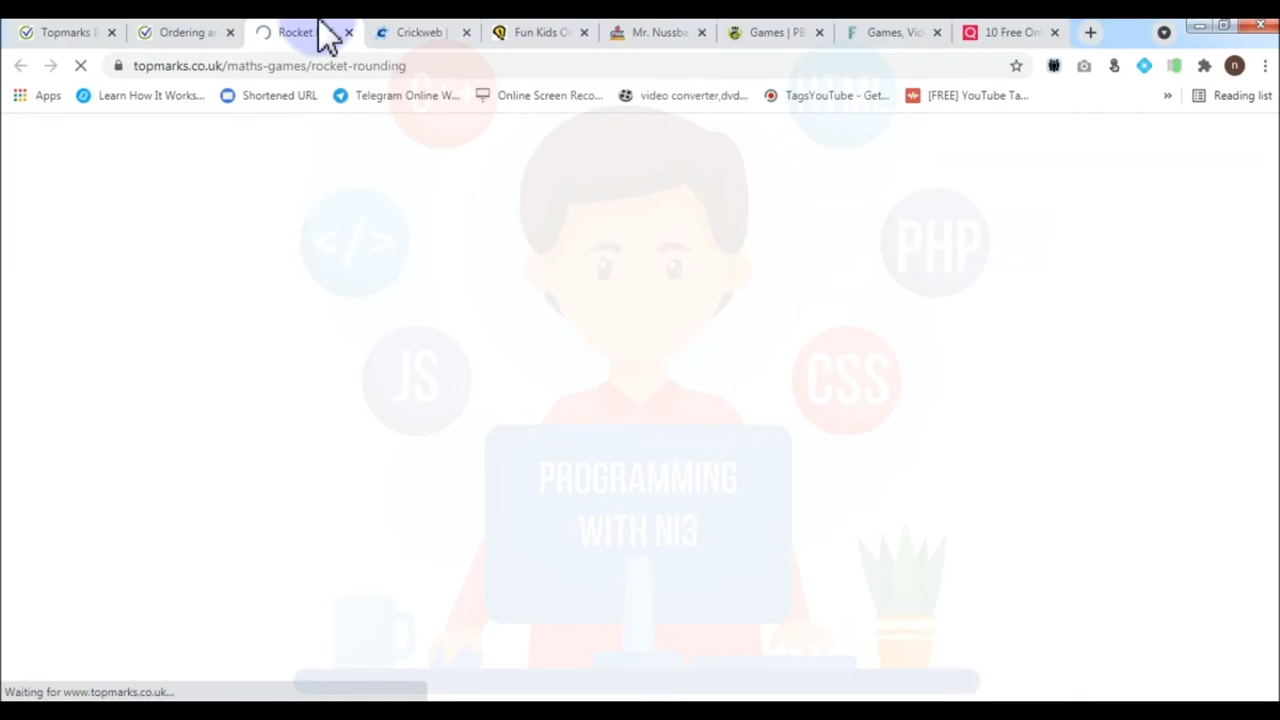 Topmarks E
Ordering a
Rocket
Crickweb |
Fun Kids O
Mr. Nussba
Games | PB
Games, Vi
10 Free On
topmarks.co.uk/maths-games/rocket-rounding
n
Apps
Learn How It Works...
Shortened URL
Telegram Online W...
Online Screen Reco...
video converter,dvd...
TagsYouTube - Get...
[FREE] YouTube Ta...
»
Reading list
HTML
</>
PHP
JS
CSS
PROGRAMMING
WITH NI3
Waiting for www.topmarks.co.uk...